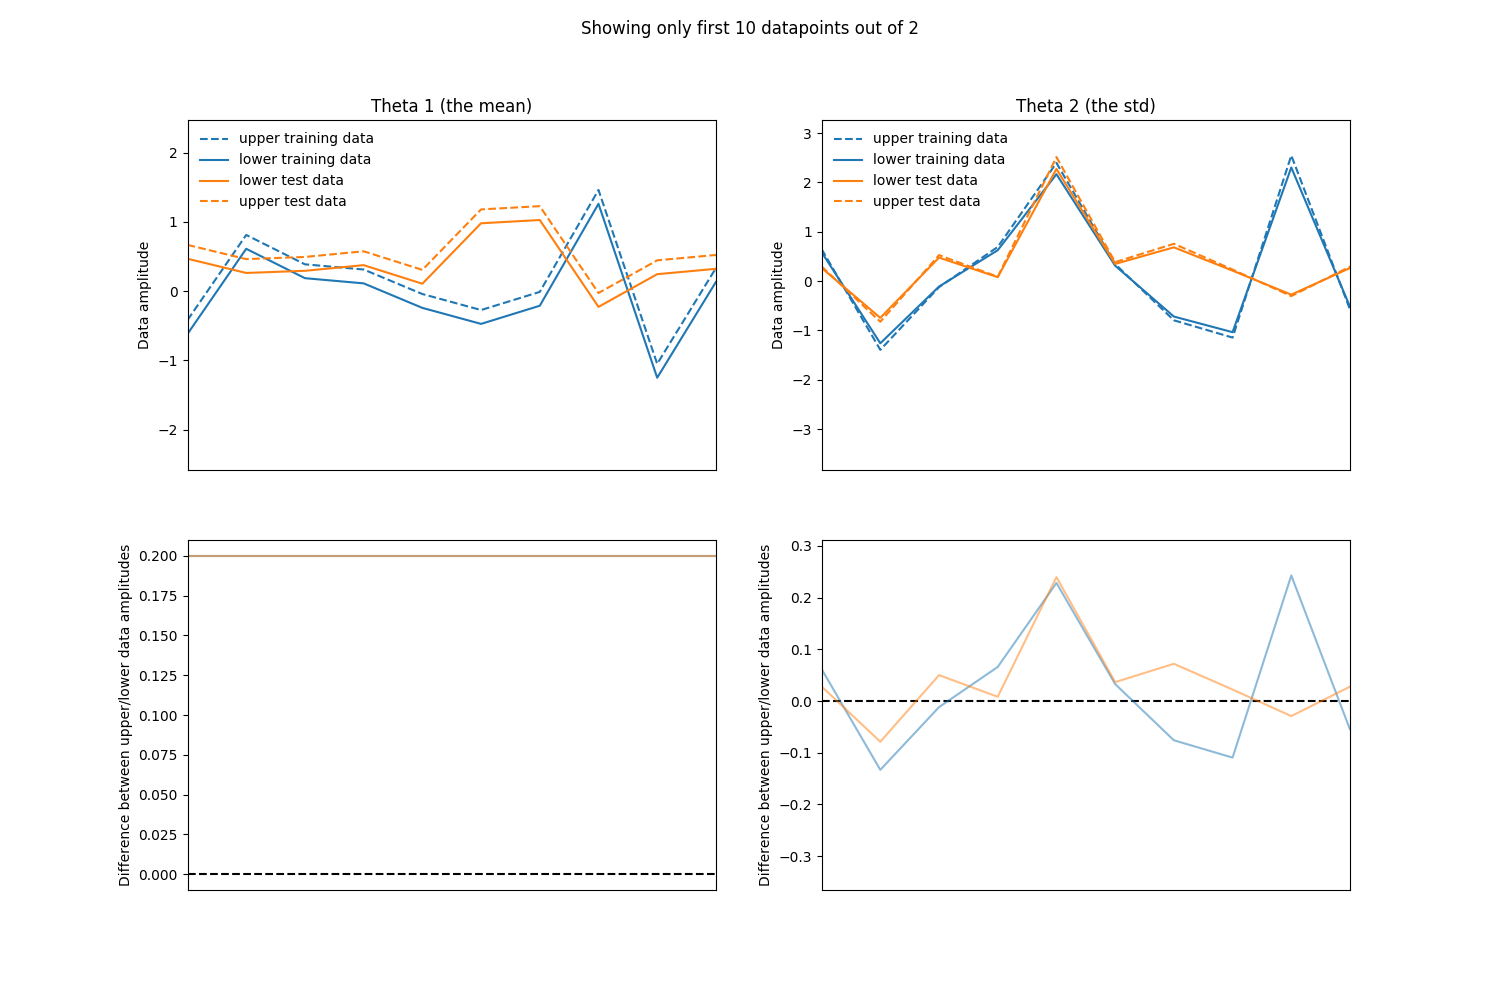 Showing only first 10 datapoints out of 2
Theta 1 (the mean)
upper training data
lower training data
lower test data
upper test data
Data amplitude
2
1
0
−1
−2
Theta 2 (the std)
upper training data
lower training data
lower test data
upper test data
Data amplitude
3
2
1
0
−1
−2
−3
Difference between upper/lower data amplitudes
0.200
0.175
0.150
0.125
0.100
0.075
0.050
0.025
0.000
Difference between upper/lower data amplitudes
0.3
0.2
0.1
0.0
−0.1
−0.2
−0.3